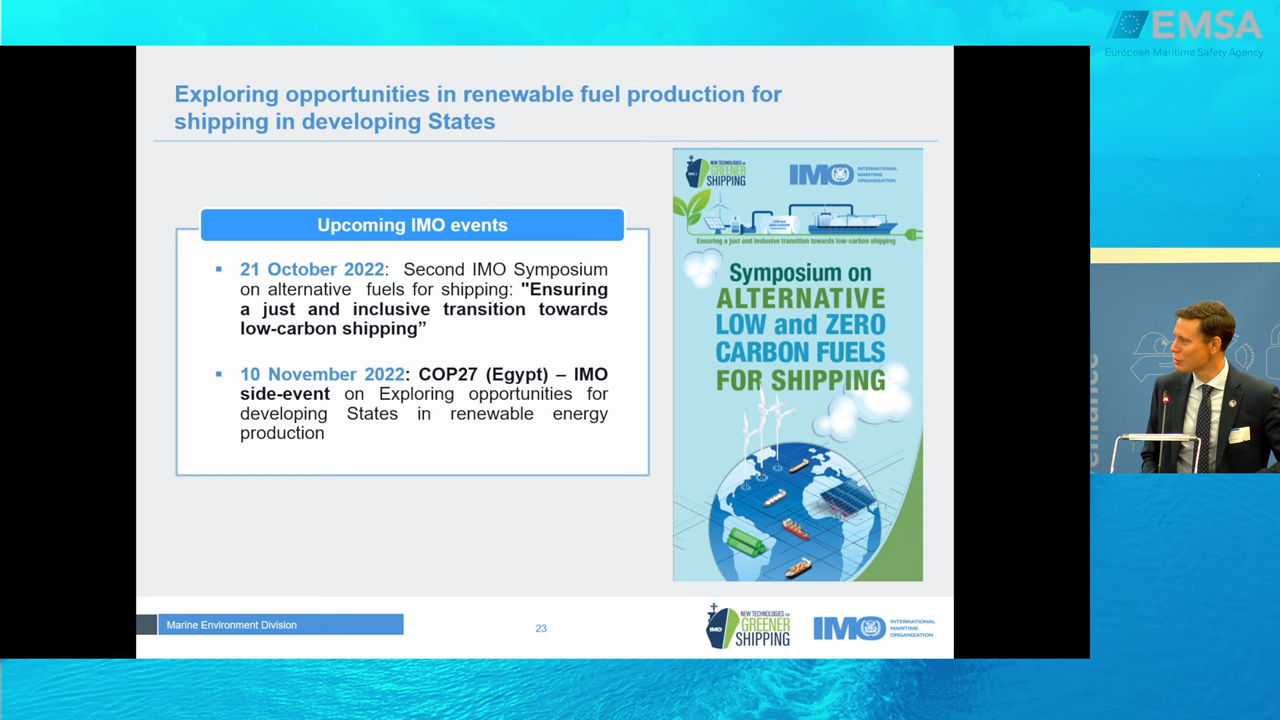 EMSA
European Maritime Safety Agency
Exploring opportunities in renewable fuel production for
shipping in developing States
Upcoming IMO events
▪ 21 October 2022: Second IMO Symposium
on alternative fuels for shipping: "Ensuring
a just and inclusive transition towards
low-carbon shipping”
▪ 10 November 2022: COP27 (Egypt) – IMO
side-event on Exploring opportunities for
developing States in renewable energy
production
NEW TECHNOLOGIES FOR
GREENER
SHIPPING
IMO
INTERNATIONAL
MARITIME
ORGANIZATION
Ensuring a just and inclusive transition towards low-carbon shipping
Symposium on
ALTERNATIVE
LOW and ZERO
CARBON FUELS
FOR SHIPPING
Marine Environment Division
23
IMO
NEW TECHNOLOGIES FOR
GREENER
SHIPPING
IMO
INTERNATIONAL
MARITIME
ORGANIZATION